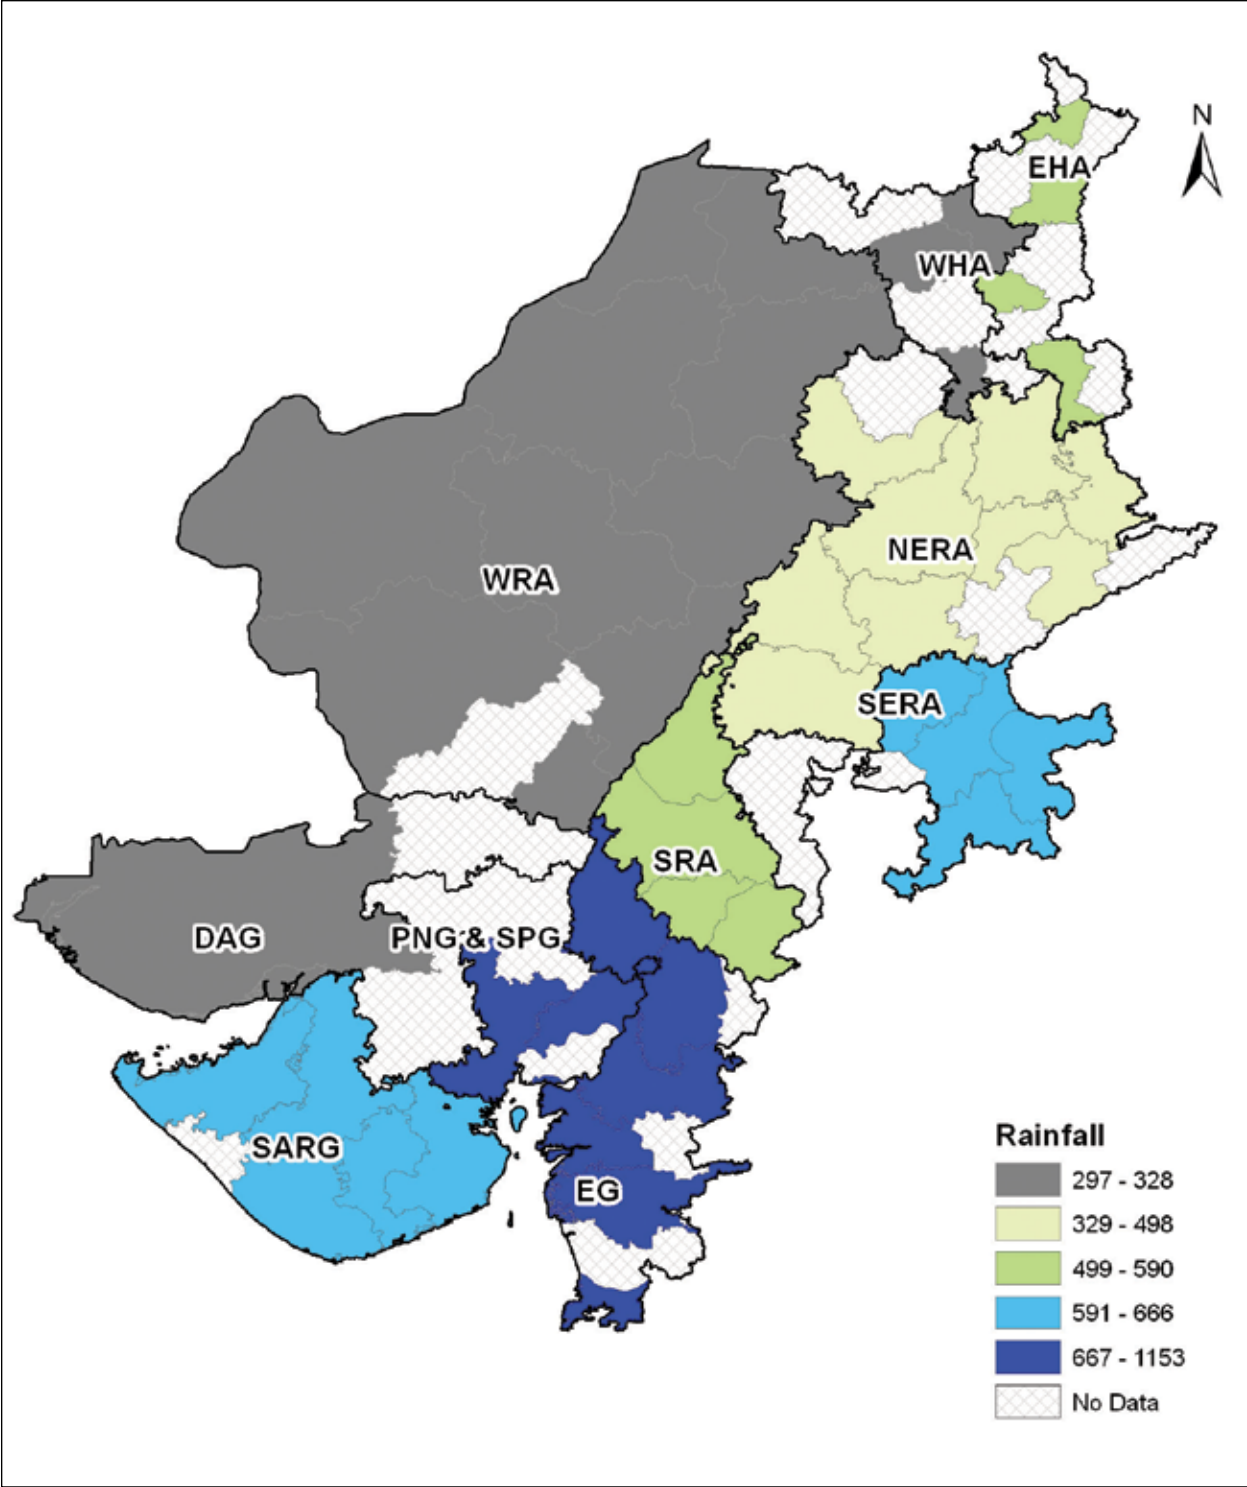 N
EHA
WHA
NERA
WRA
SERA
SRA
DAG
PNG & SPG
SARG
EG
Rainfall
297 - 328
329 - 498
499 - 590
591 - 666
667 - 1153
No Data